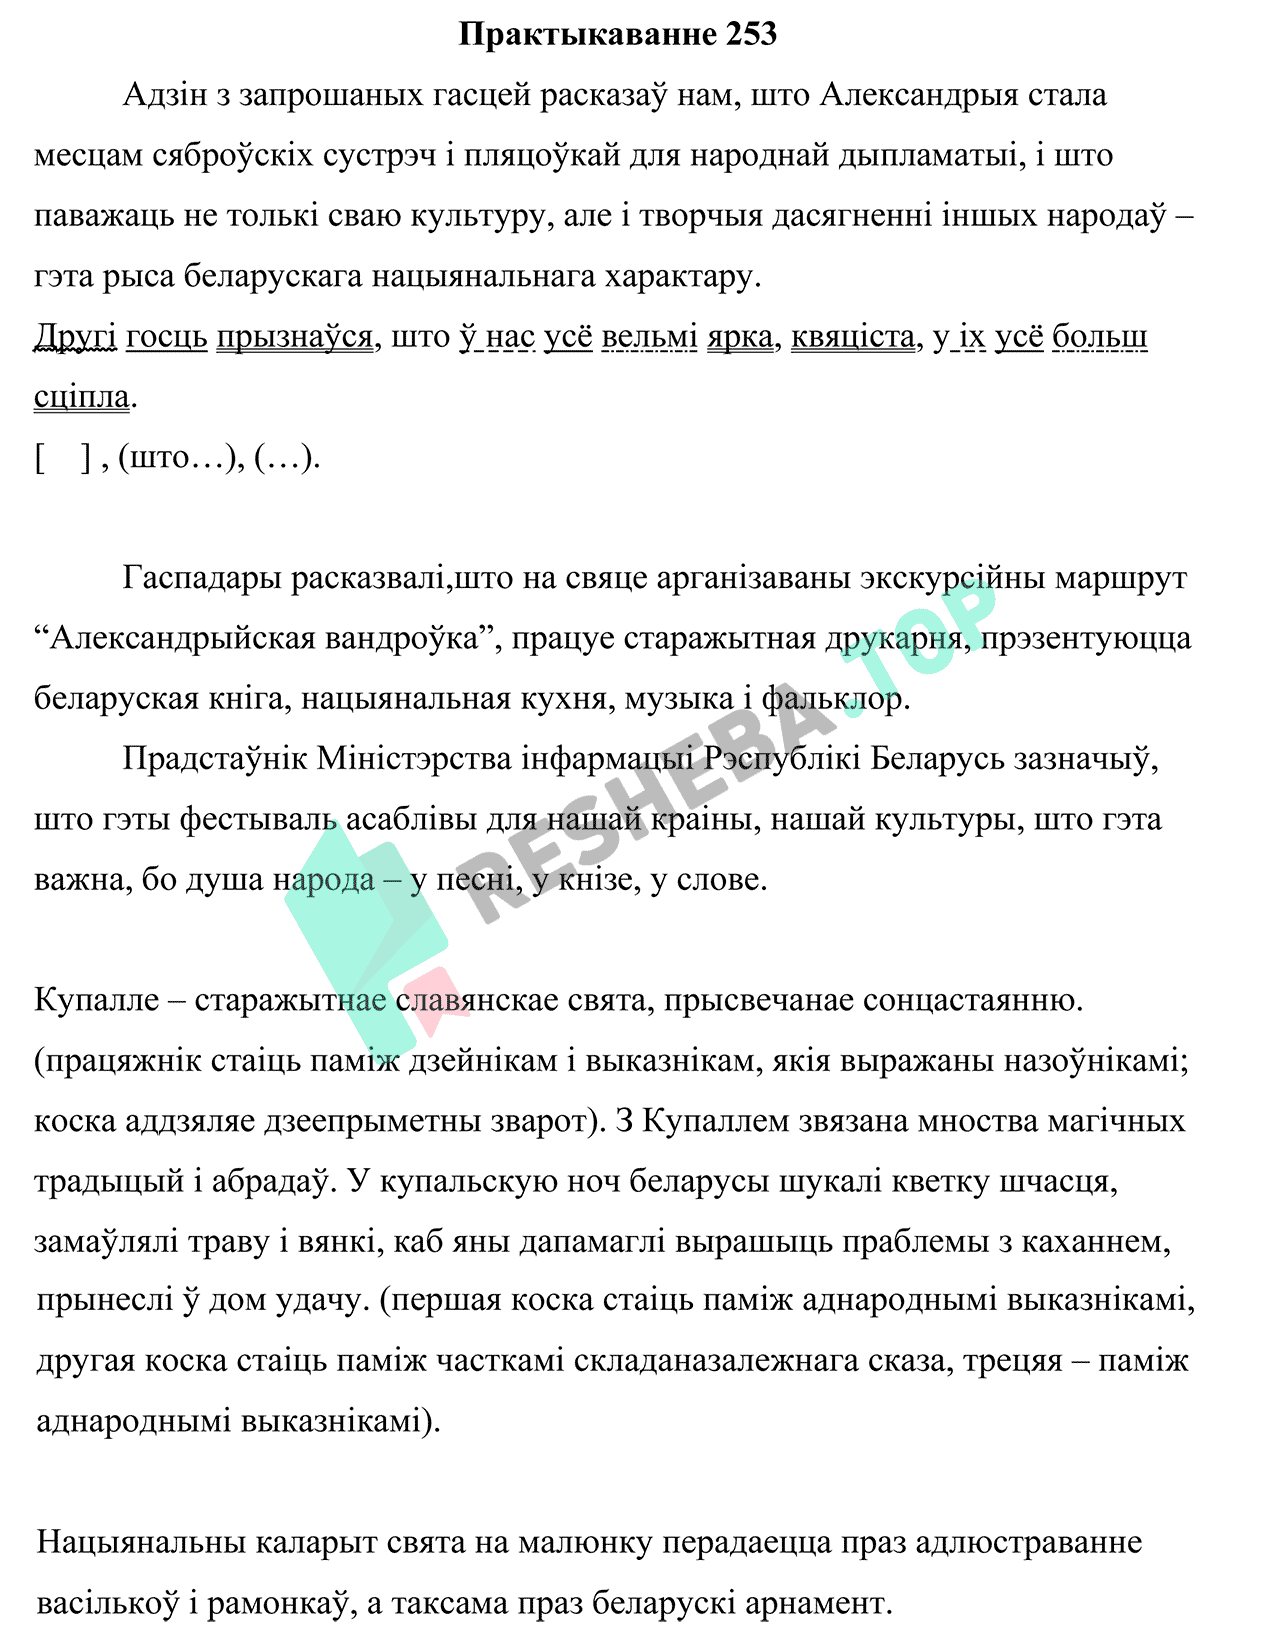 Практыкаванне 253
Адзін з запрошаных гасцей расказаў нам, што Александрыя стала
месцам сяброўскіх сустрэч і пляцоўкай для народнай дыпламатыі, і што
паважаць не толькі сваю культуру, але і творчыя дасягненні іншых народаў –
гэта рыса беларускага нацыянальнага характару.
Другі госць прызнаўся, што ў нас усё вельмі ярка, квяціста, у іх усё больш
сціпла.
[    ] , (што…), (…).
Гаспадары расказвалі,што на свяце арганізаваны экскурсійны маршрут
“Александрыйская вандроўка”, працуе старажытная друкарня, прэзентуюцца
беларуская кніга, нацыянальная кухня, музыка і фальклор.
Прадстаўнік Міністэрства інфармацыі Рэспублікі Беларусь зазначыў,
што гэты фестываль асаблівы для нашай краіны, нашай культуры, што гэта
важна, бо душа народа – у песні, у кнізе, у слове.
RESHEBA.TOP
Купалле – старажытнае славянскае свята, прысвечанае сонцастаянню.
(працяжнік стаіць паміж дзейнікам і выказнікам, якія выражаны назоўнікамі;
коска аддзяляе дзеепрыметны зварот). З Купаллем звязана мноства магічных
традыцый і абрадаў. У купальскую ноч беларусы шукалі кветку шчасця,
замаўлялі траву і вянкі, каб яны дапамаглі вырашыць праблемы з каханнем,
прынеслі ў дом удачу. (першая коска стаіць паміж аднароднымі выказнікамі,
другая коска стаіць паміж часткамі складаназалежнага сказа, трецяя – паміж
аднароднымі выказнікамі).
Нацыянальны каларыт свята на малюнку перадаецца праз адлюстраванне
васількоў і рамонкаў, а таксама праз беларускі арнамент.